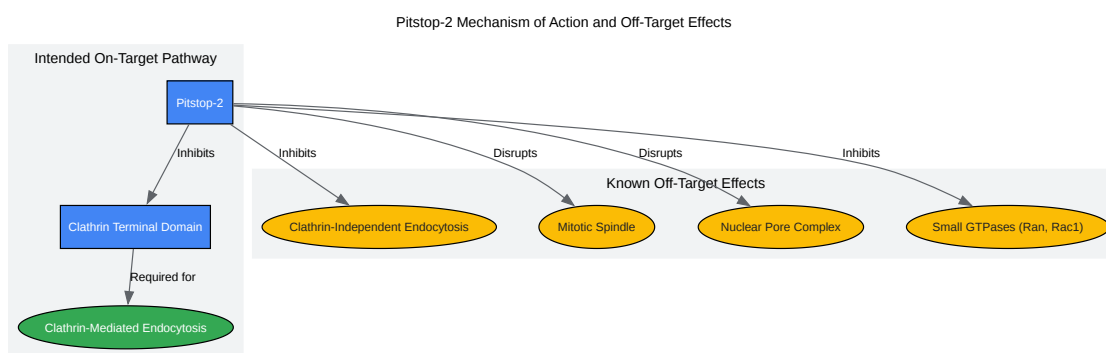 Pitstop-2 Mechanism of Action and Off-Target Effects
Intended On-Target Pathway
Pitstop-2
Inhibits
Inhibits
Disrupts
Disrupts
Inhibits
Known Off-Target Effects
Clathrin Terminal Domain
Clathrin-Independent Endocytosis
Mitotic Spindle
Nuclear Pore Complex
Small GTPases (Ran, Rac1)
Required for
Clathrin-Mediated Endocytosis